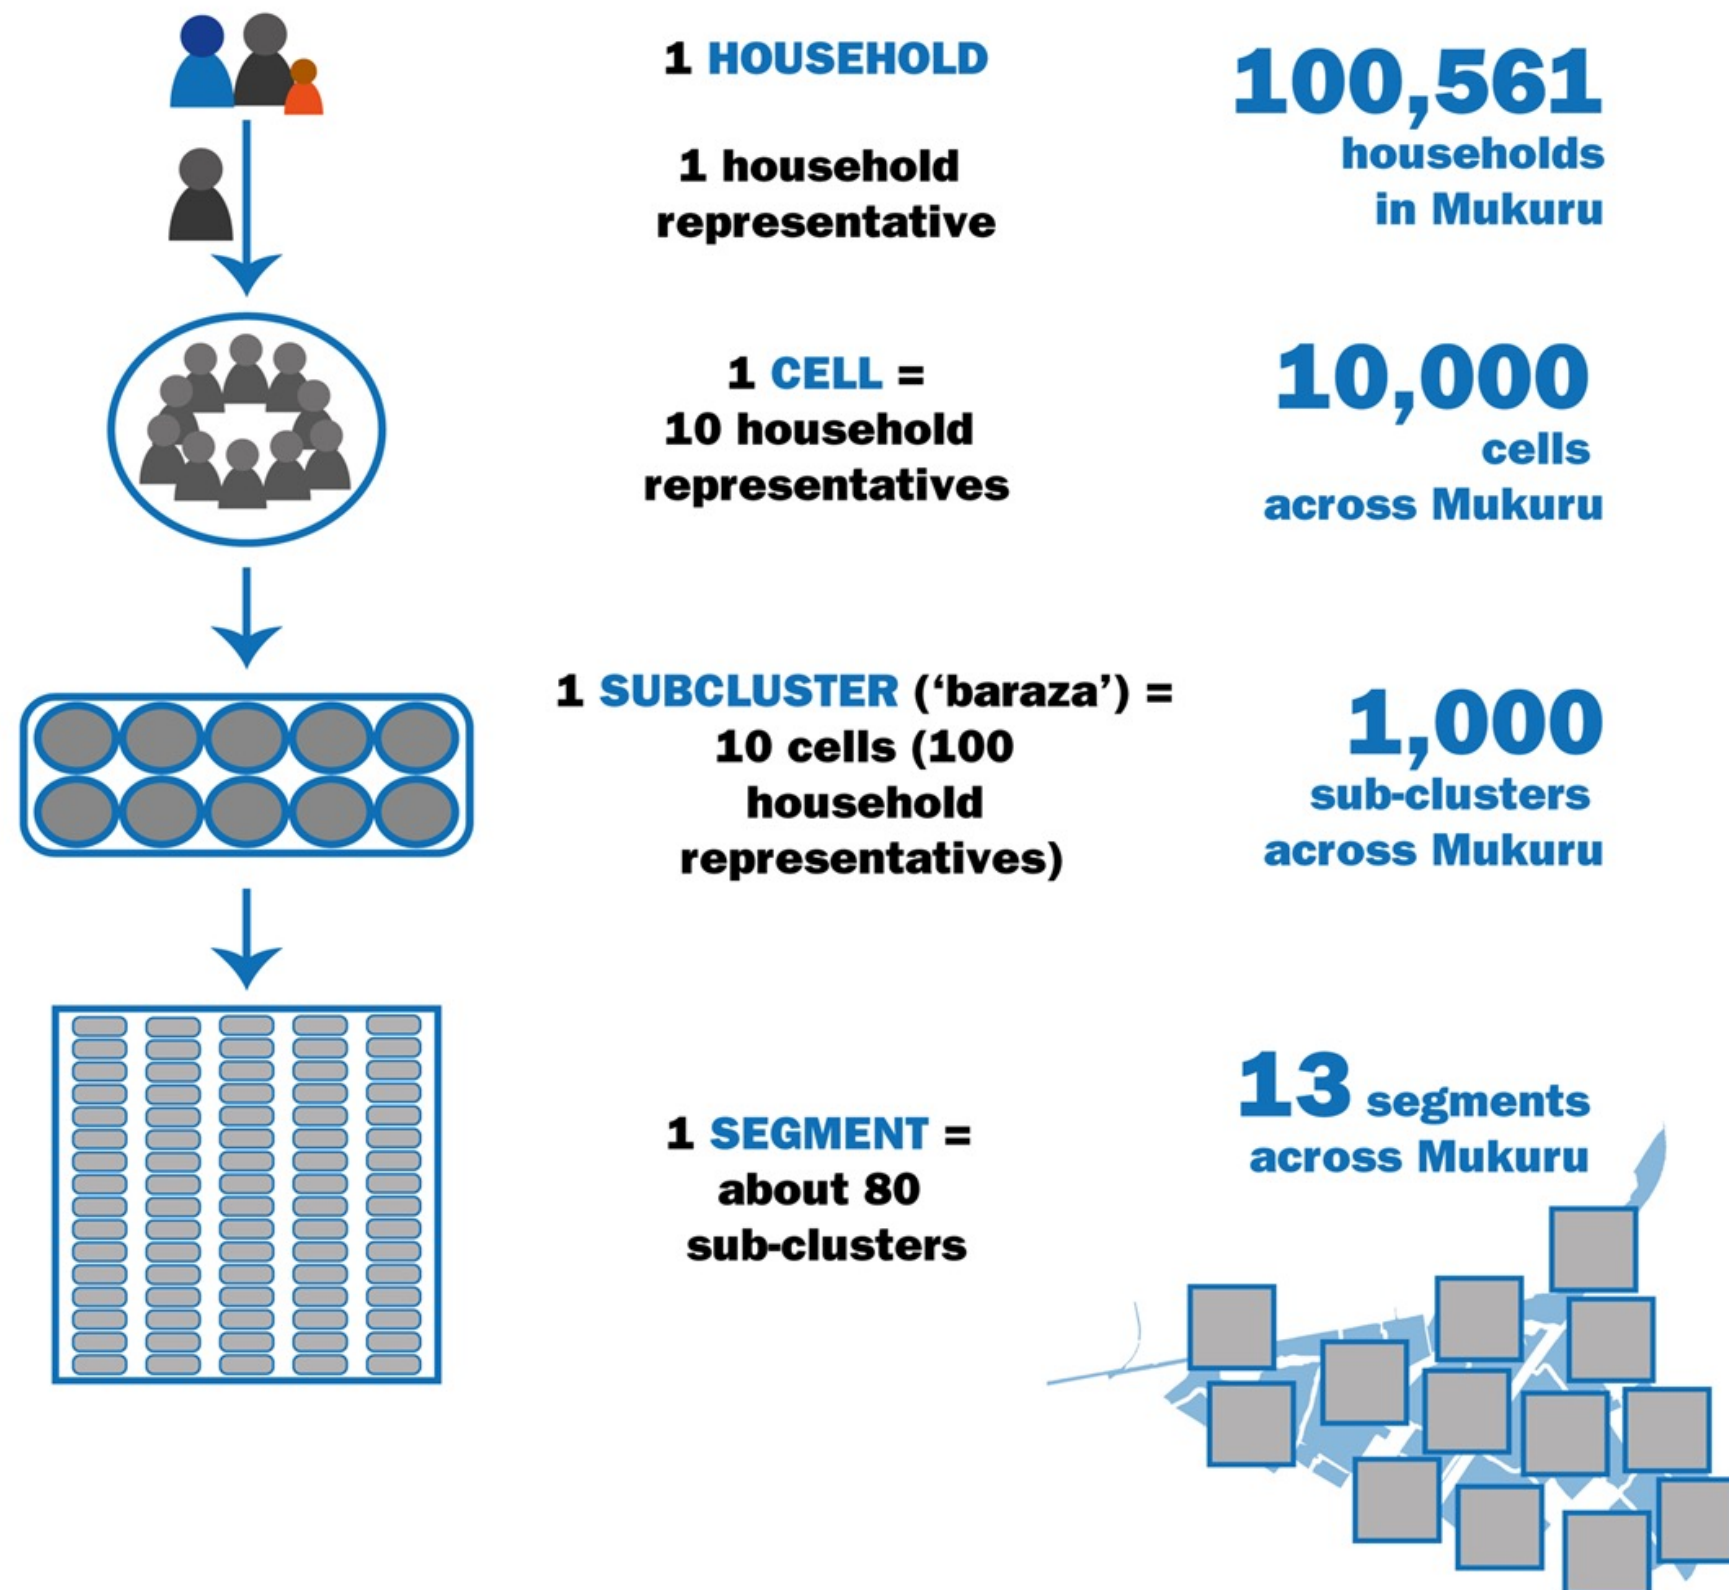 1 HOUSEHOLD
1 household
representative
100,561
households
in Mukuru
1 CELL =
10 household
representatives
10,000
cells
across Mukuru
1 SUBCLUSTER (‘baraza’) =
10 cells (100
household
representatives)
1,000
sub-clusters
across Mukuru
1 SEGMENT =
about 80
sub-clusters
13 segments
across Mukuru